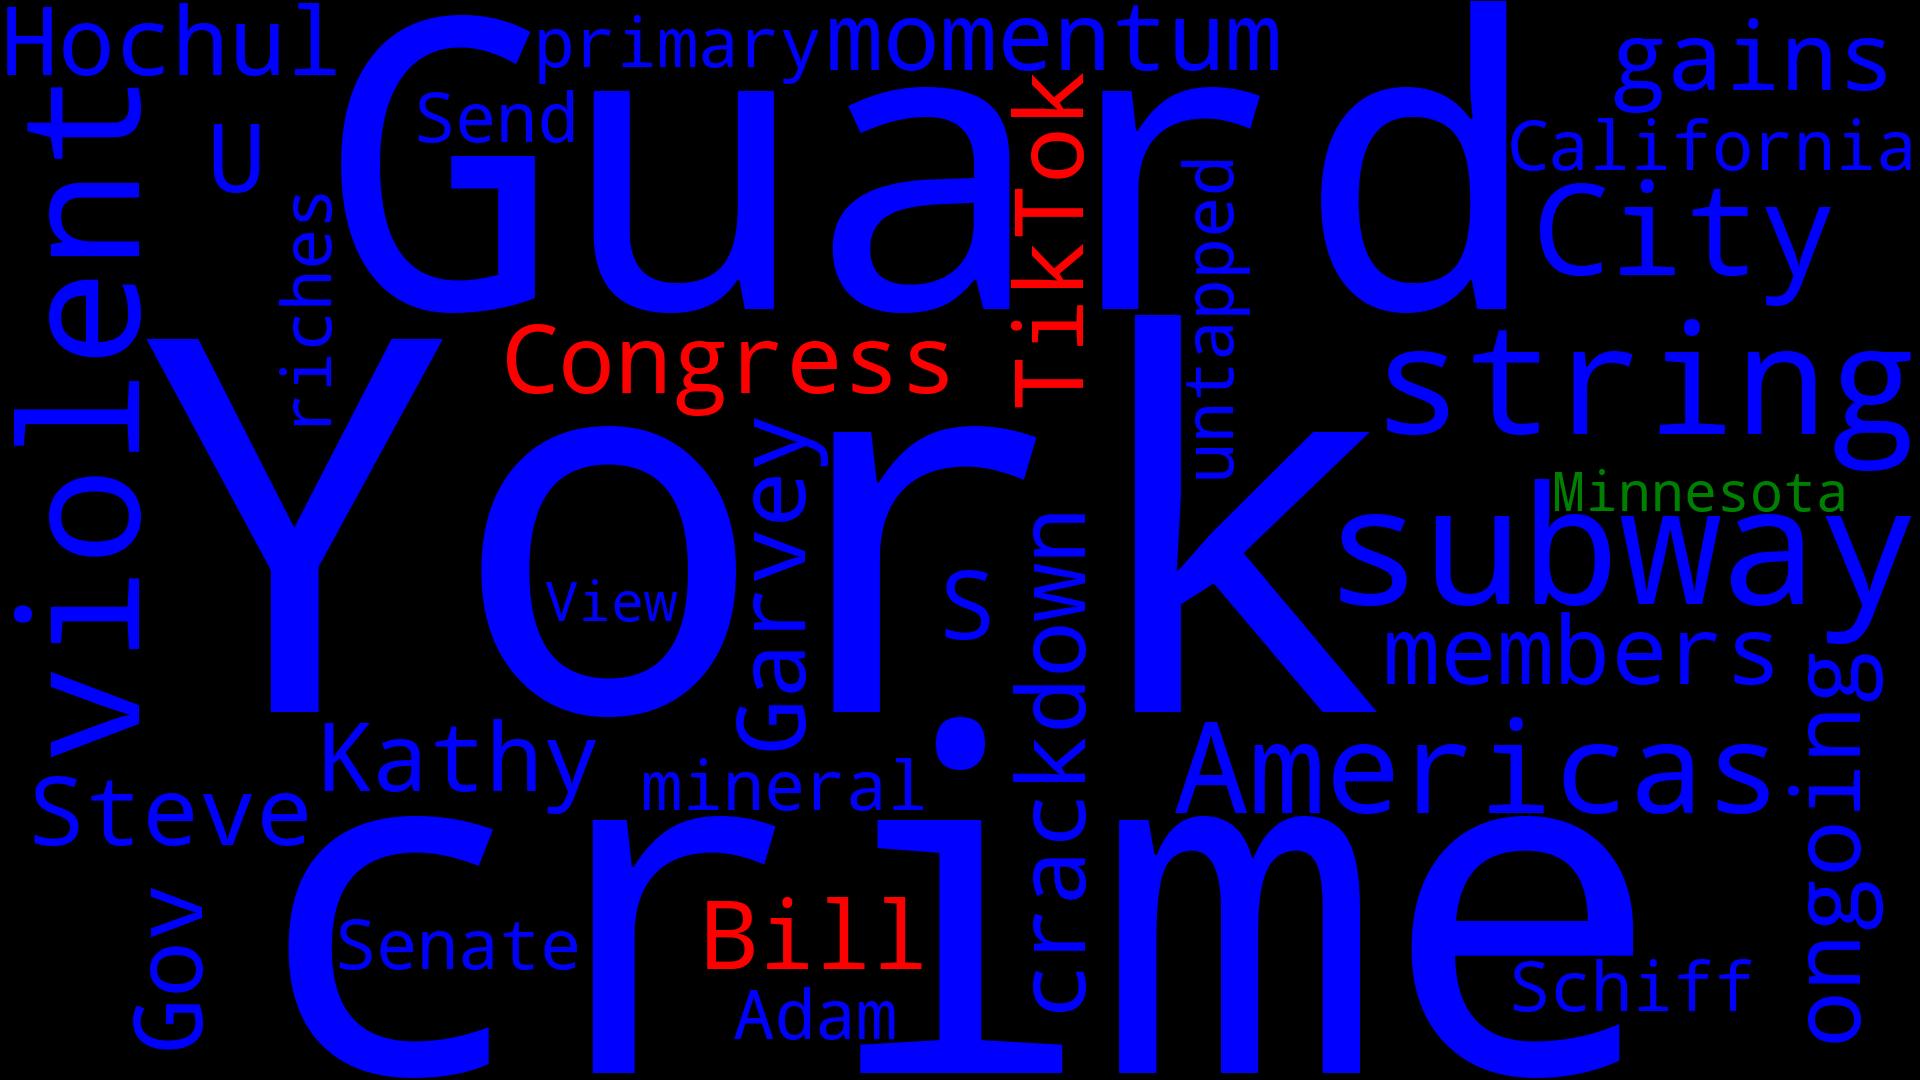 Hochul
primary
momentum
gains
Send
Guard
California
U
violent
riches
TikTok
untapped
City
Congress
string
York
Garvey
Minnesota
subway
View
S
crackdown
members
ongoing
Kathy
Americas
Steve
mineral
crime
Gov
Senate
Bill
Adam
Schiff